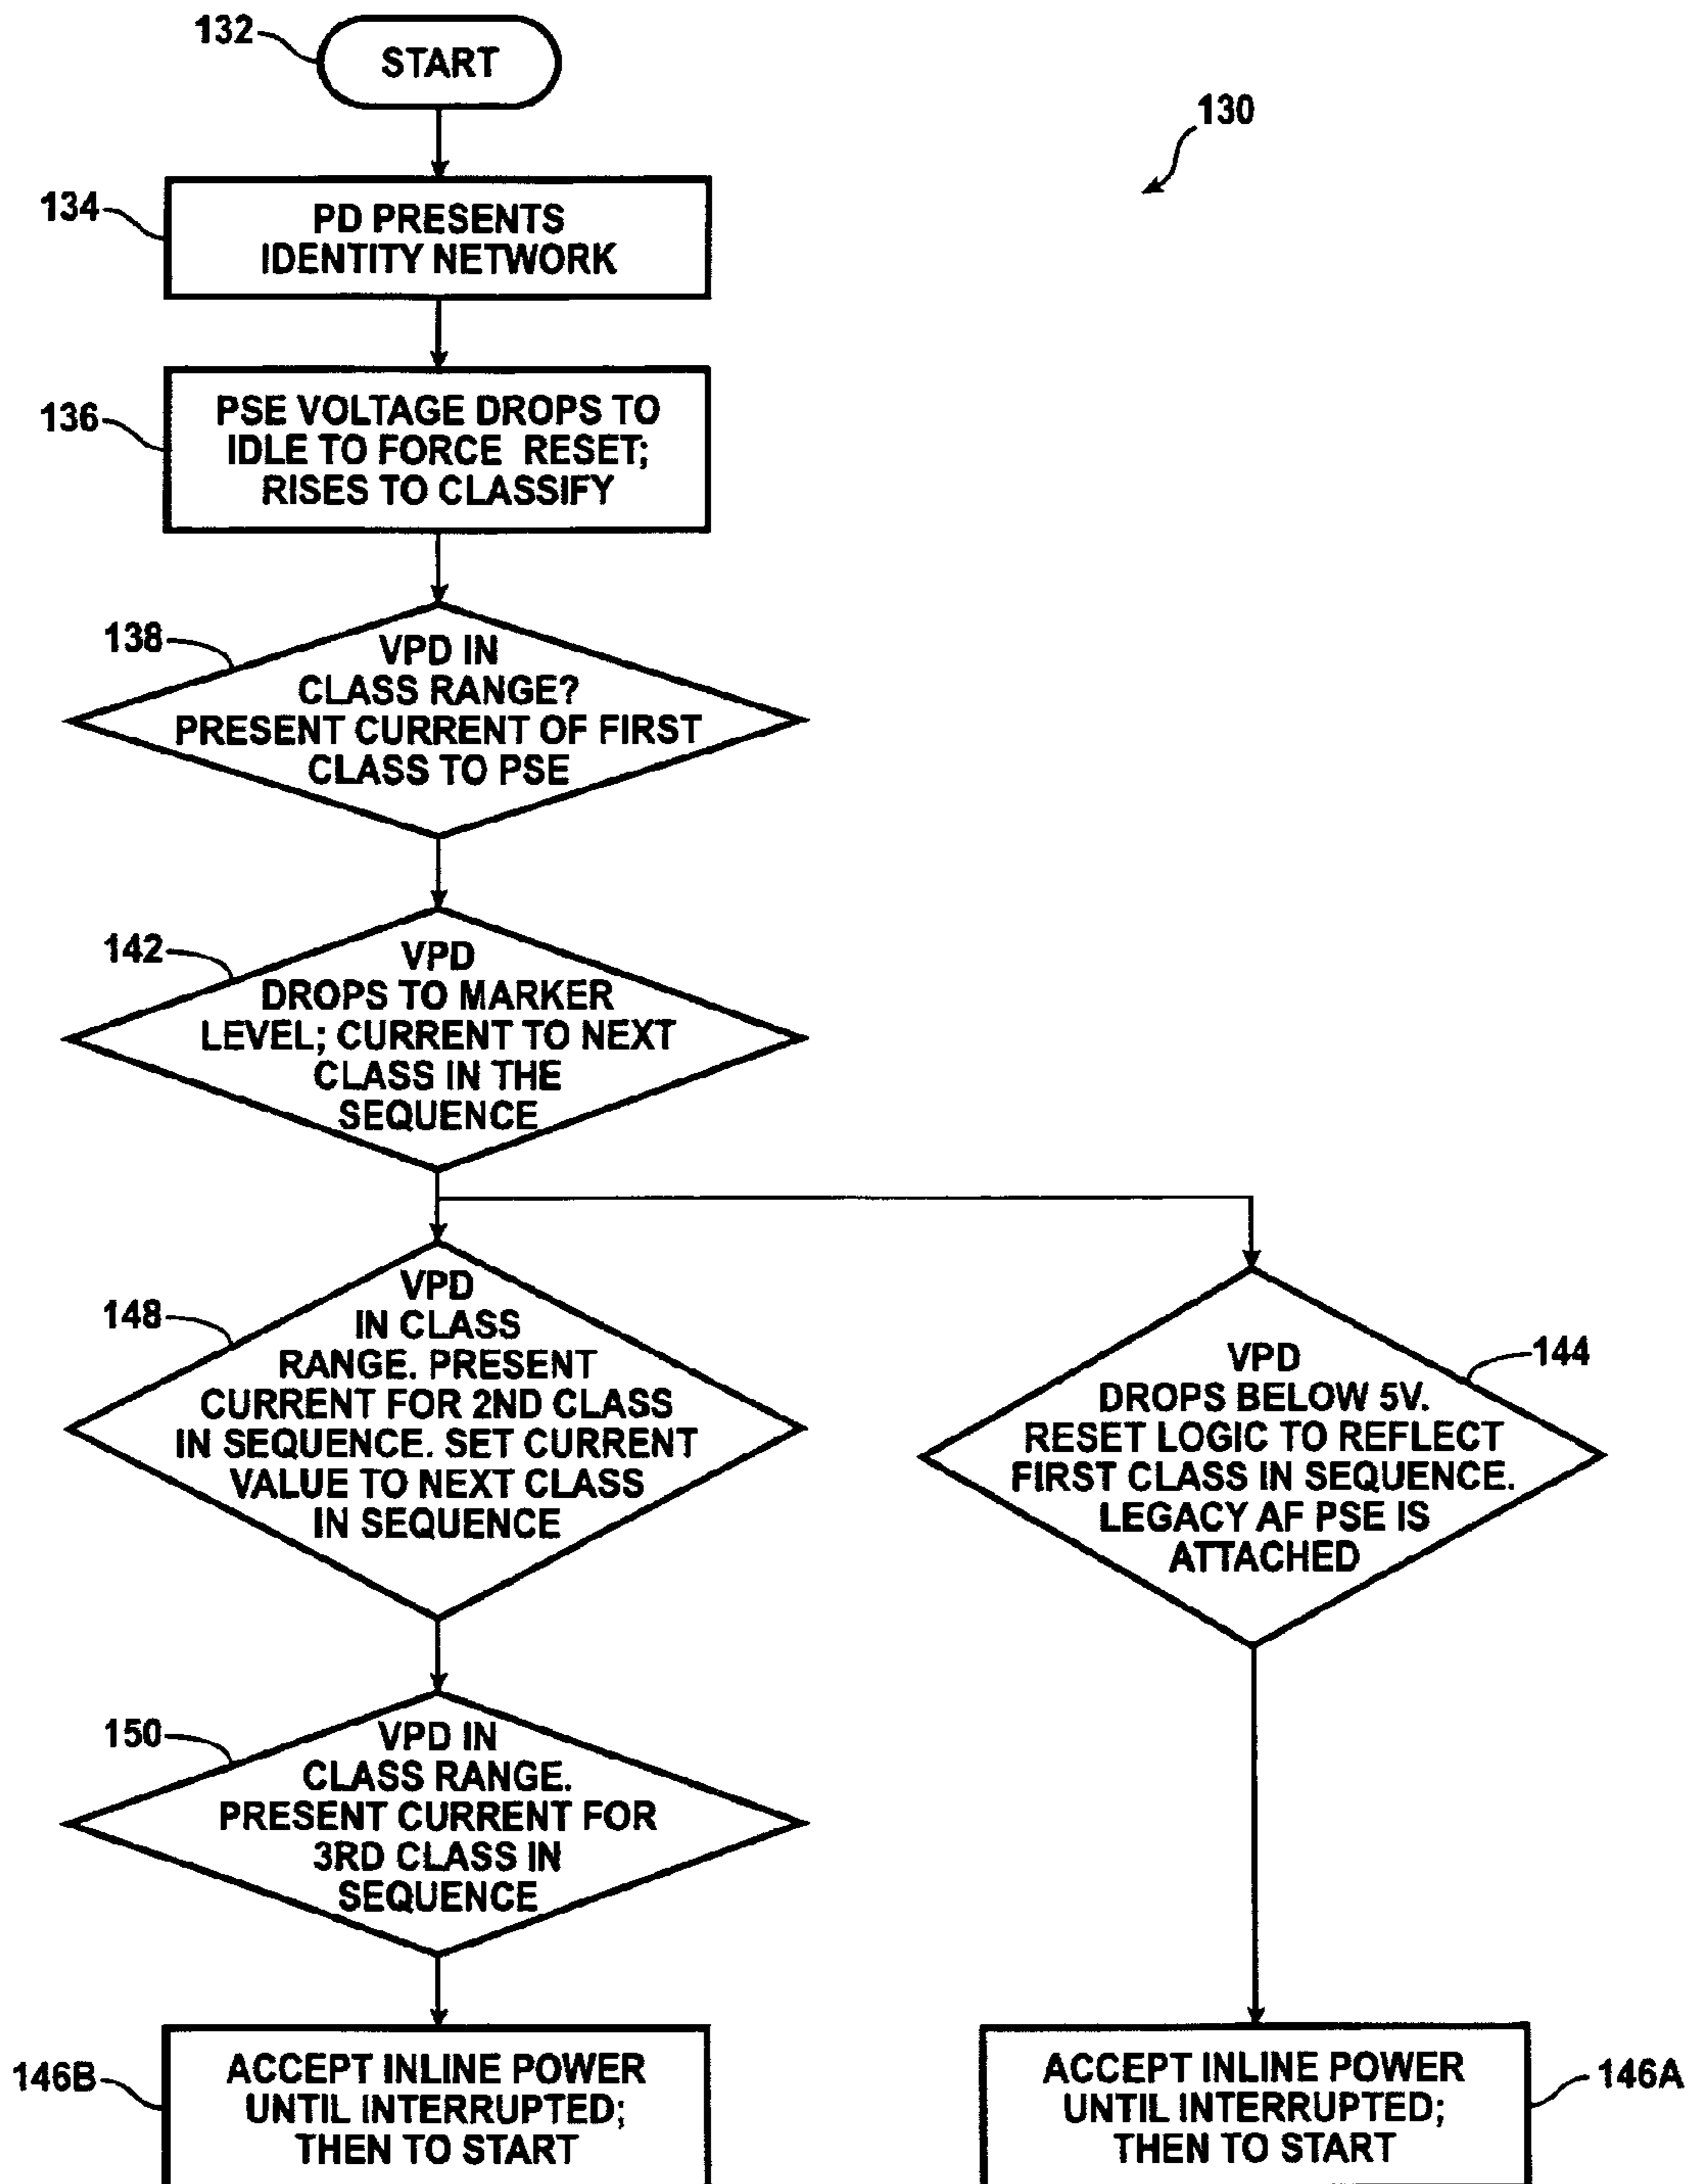 132
START
130
134
PD PRESENTS
IDENTITY NETWORK
136
PSE VOLTAGE DROPS TO
IDLE TO FORCE RESET;
RISES TO CLASSIFY
138
VPD IN
CLASS RANGE?
PRESENT CURRENT OF FIRST
CLASS TO PSE
142
VPD
DROPS TO MARKER
LEVEL; CURRENT TO NEXT
CLASS IN THE
SEQUENCE
148
VPD
IN CLASS
RANGE. PRESENT
CURRENT FOR 2ND CLASS
IN SEQUENCE. SET CURRENT
VALUE TO NEXT CLASS
IN SEQUENCE
144
VPD
DROPS BELOW 5V.
RESET LOGIC TO REFLECT
FIRST CLASS IN SEQUENCE.
LEGACY AF PSE IS
ATTACHED
150
VPD IN
CLASS RANGE.
PRESENT CURRENT FOR
3RD CLASS IN
SEQUENCE
146B
ACCEPT INLINE POWER
UNTIL INTERRUPTED;
THEN TO START
146A
ACCEPT INLINE POWER
UNTIL INTERRUPTED;
THEN TO START